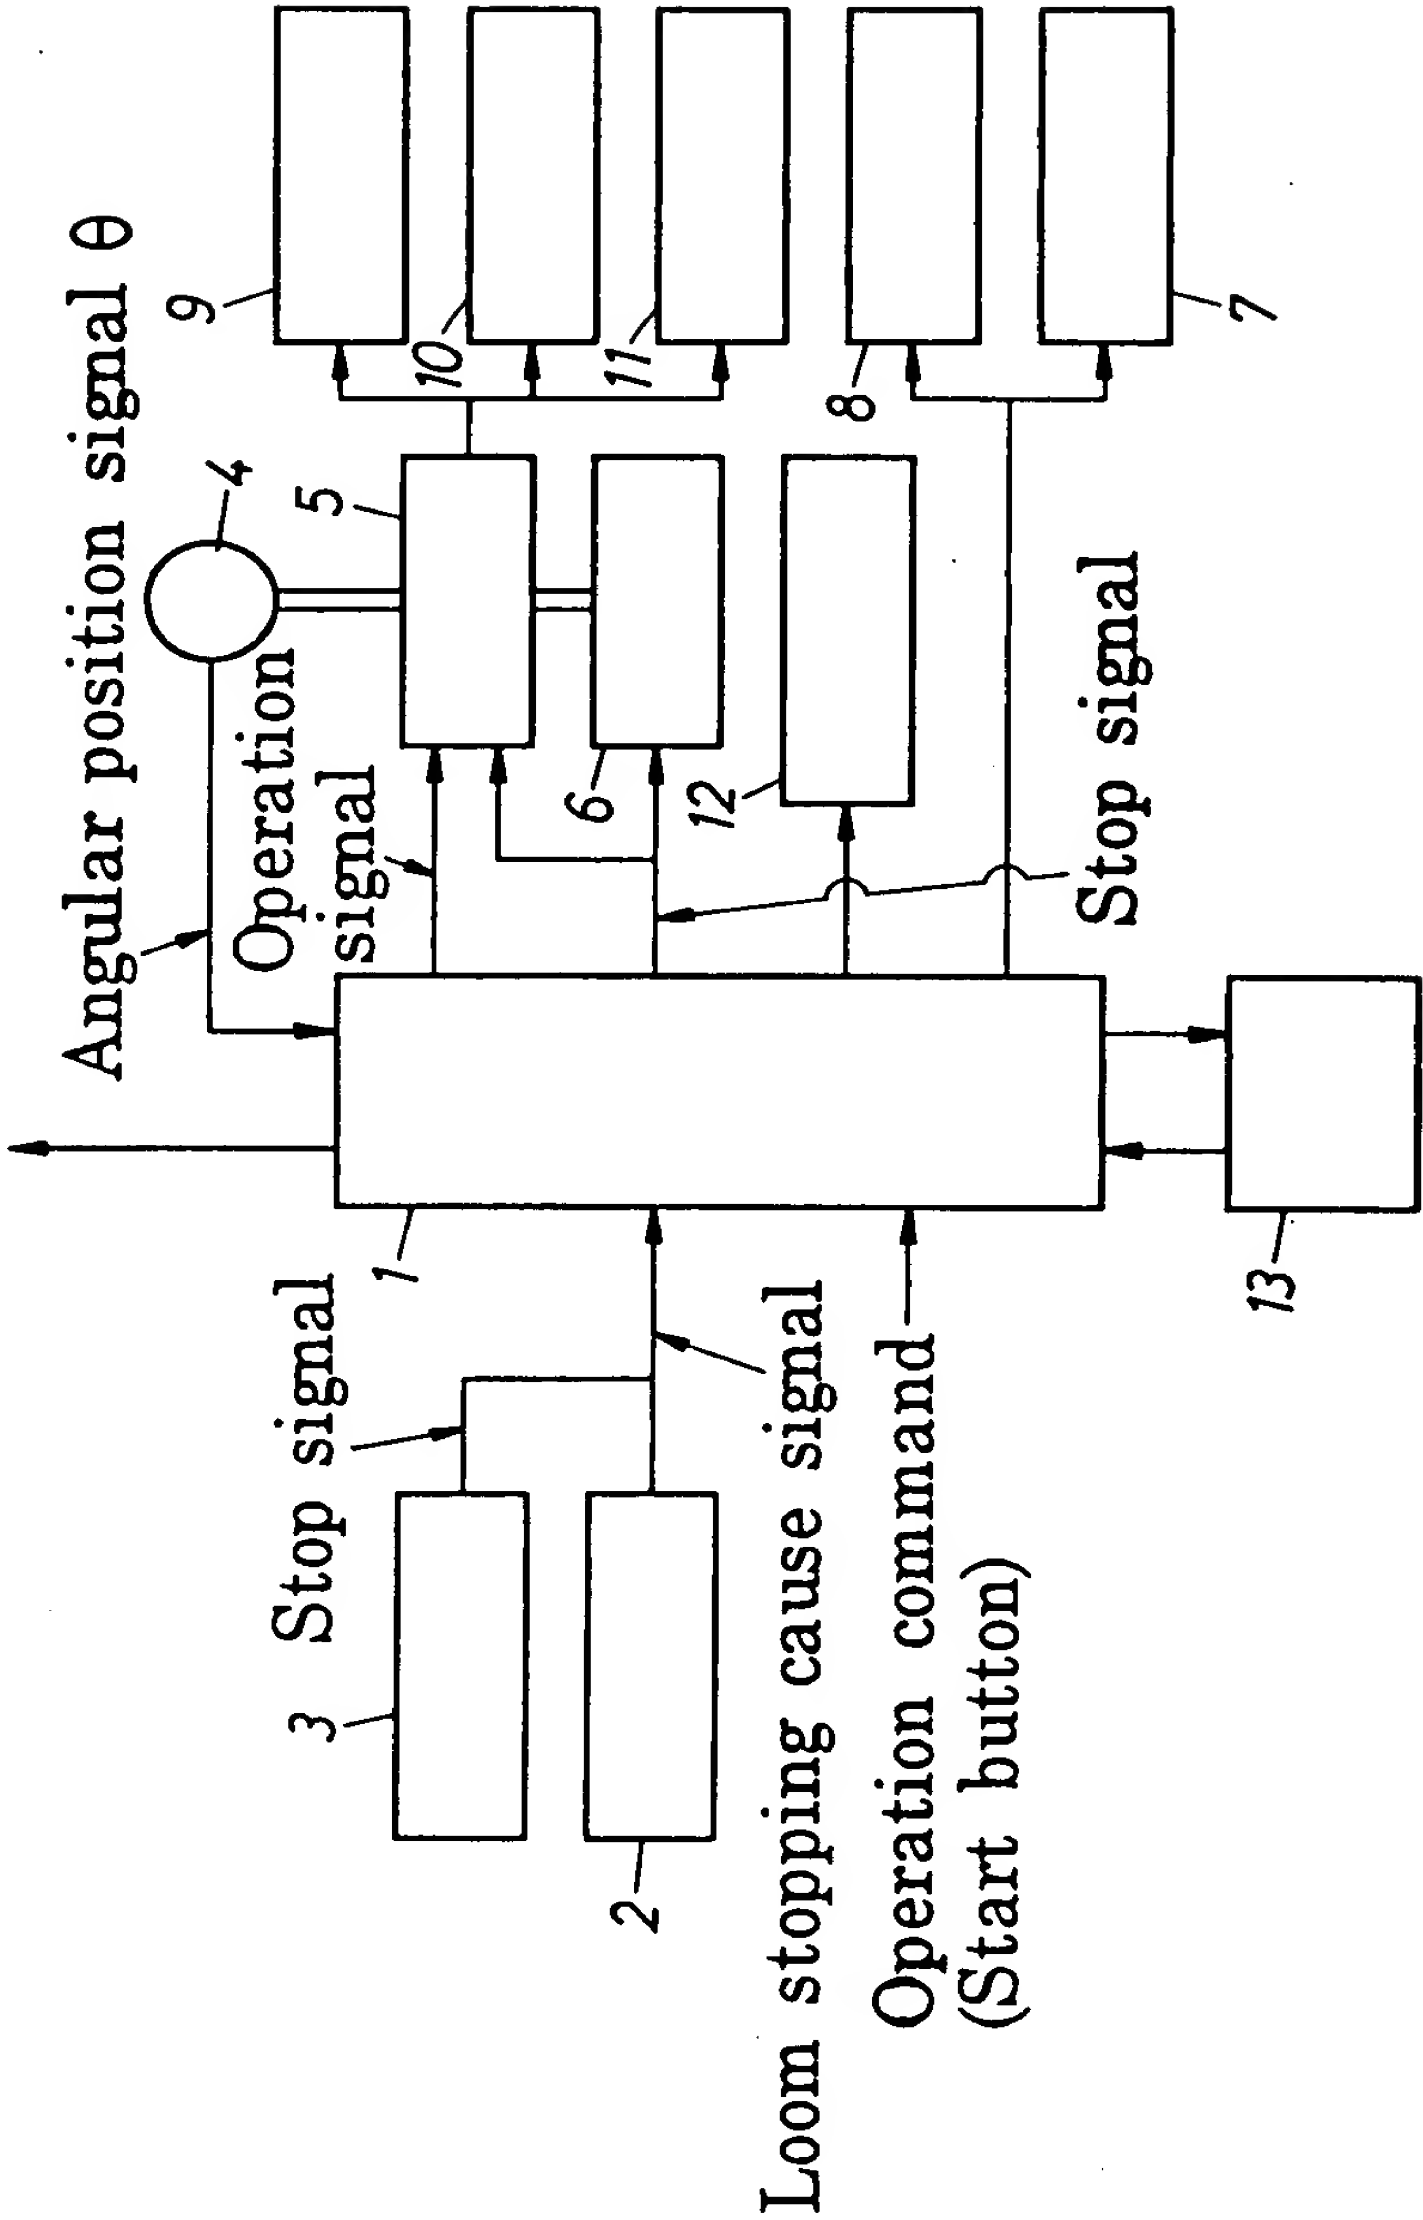 Angular position signal θ
9
10
11
8
7
4
5
Operation
signal
6
12
Stop signal
1
13
Stop signal
3
2
Loom stopping cause signal
Operation command
(Start button)